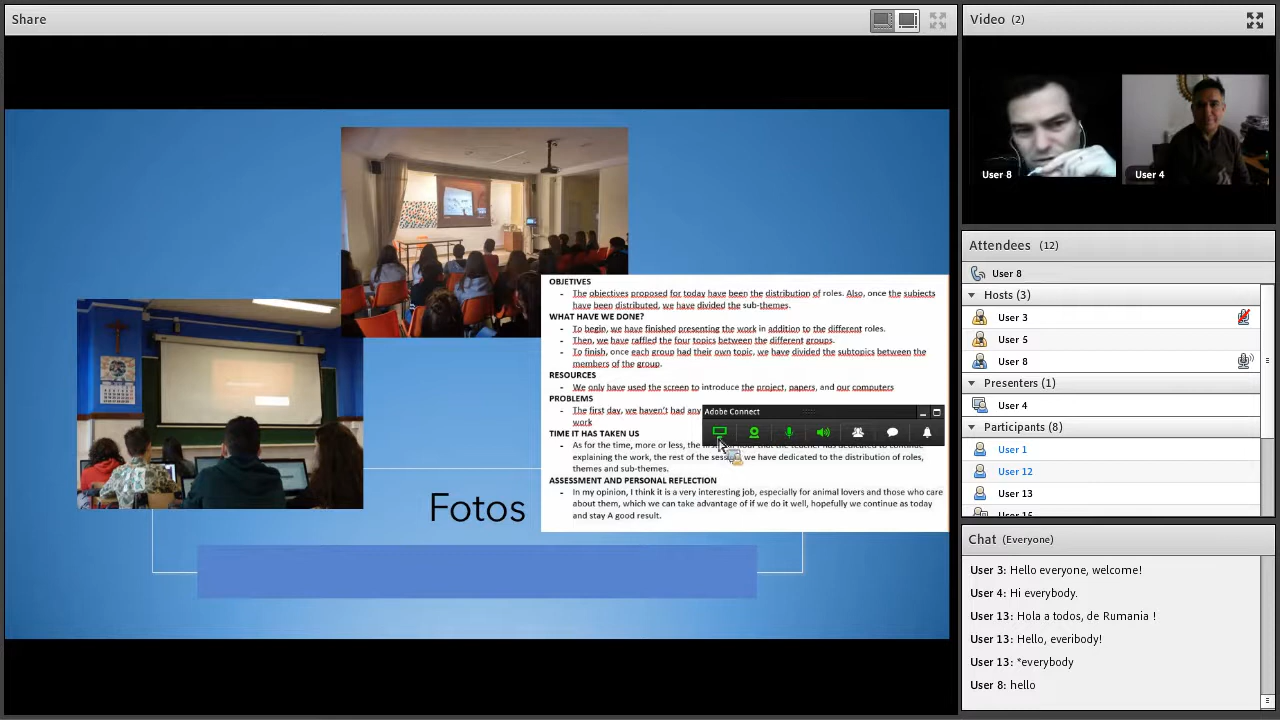 Share
OBJETIVES
- The objectives proposed for today have been the distribution of roles. Also, once the subjects
have been distributed, we have divided the sub-themes.
WHAT HAVE WE DONE?
- To begin, we have finished presenting the work in addition to the different roles.
- Then, we have raffled the four topics between the different groups.
- To finish, once each group had their own topic, we have divided the subtopics between the
members of the group.
RESOURCES
- We only have used the screen to introduce the project, papers, and our computers
PROBLEMS
- The first day, we haven't had any
work
Adobe Connect
TIME IT HAS TAKEN US
- As for the time, more or less, the
explaining the work, the rest of the session, we have dedicated to the distribution of roles,
themes and sub-themes.
ASSESSMENT AND PERSONAL REFLECTION
- In my opinion, I think it is a very interesting job, especially for animal lovers and those who care
about them, which we can take advantage of if we do it well, hopefully we continue as today
and stay A good result.
Fotos
Video (2)
User 8
User 4
Attendees (12)
User 8
Hosts (3)
User 3
User 5
User 8
Presenters (1)
User 4
Participants (8)
User 1
User 12
User 13
Chat (Everyone)
User 3: Hello everyone, welcome!
User 4: Hi everybody.
User 13: Hola a todos, de Rumania !
User 13: Hello, everibody!
User 13: *everybody
User 8: hello